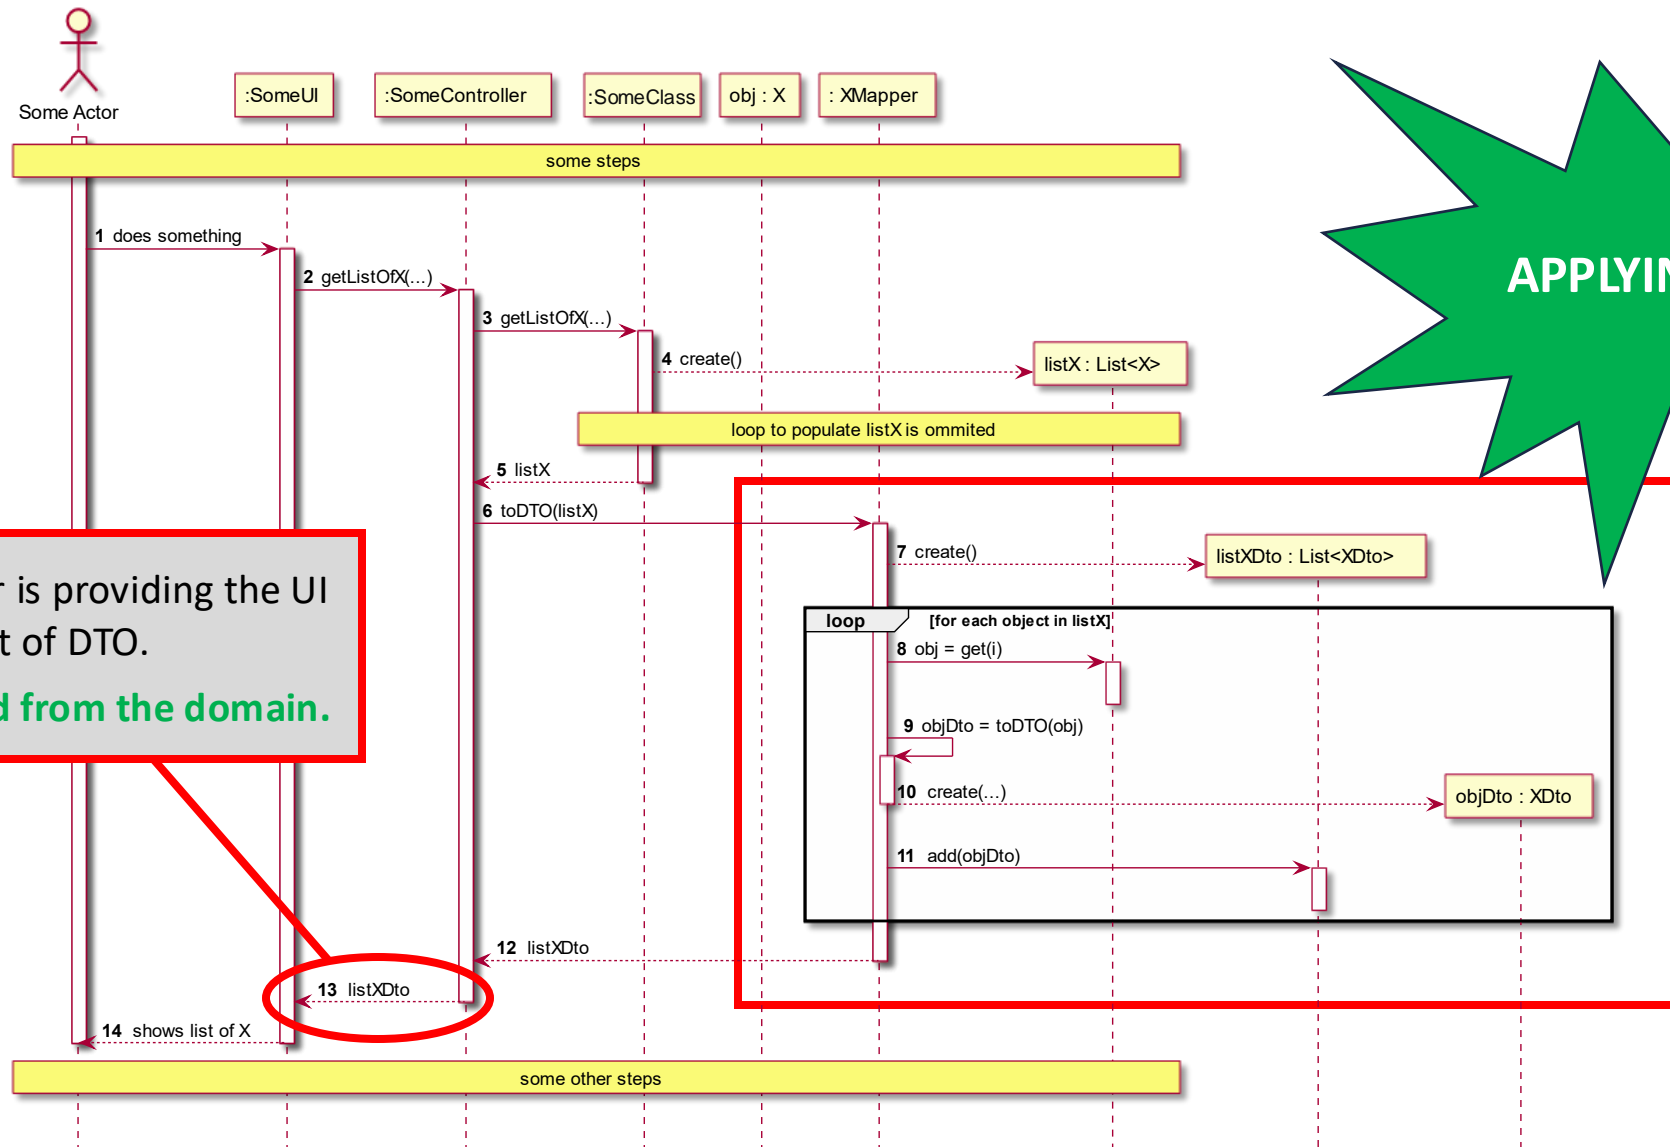 Some Actor
:SomeUI
:SomeController
:SomeClass
obj : X
: XMapper
some steps
APPLYIN
1 does something
2 getListOfX(...)
3 getListOfX(...)
4 create()
listX : List<X>
loop to populate listX is ommited
5 listX
6 toDTO(listX)
7 create()
listXDto : List<XDto>
r is providing the UI
t of DTO.
d from the domain.
loop
[for each object in listX]
8 obj = get(i)
9 objDto = toDTO(obj)
10 create(...)
objDto : XDto
11 add(objDto)
12 listXDto
13 listXDto
14 shows list of X
some other steps